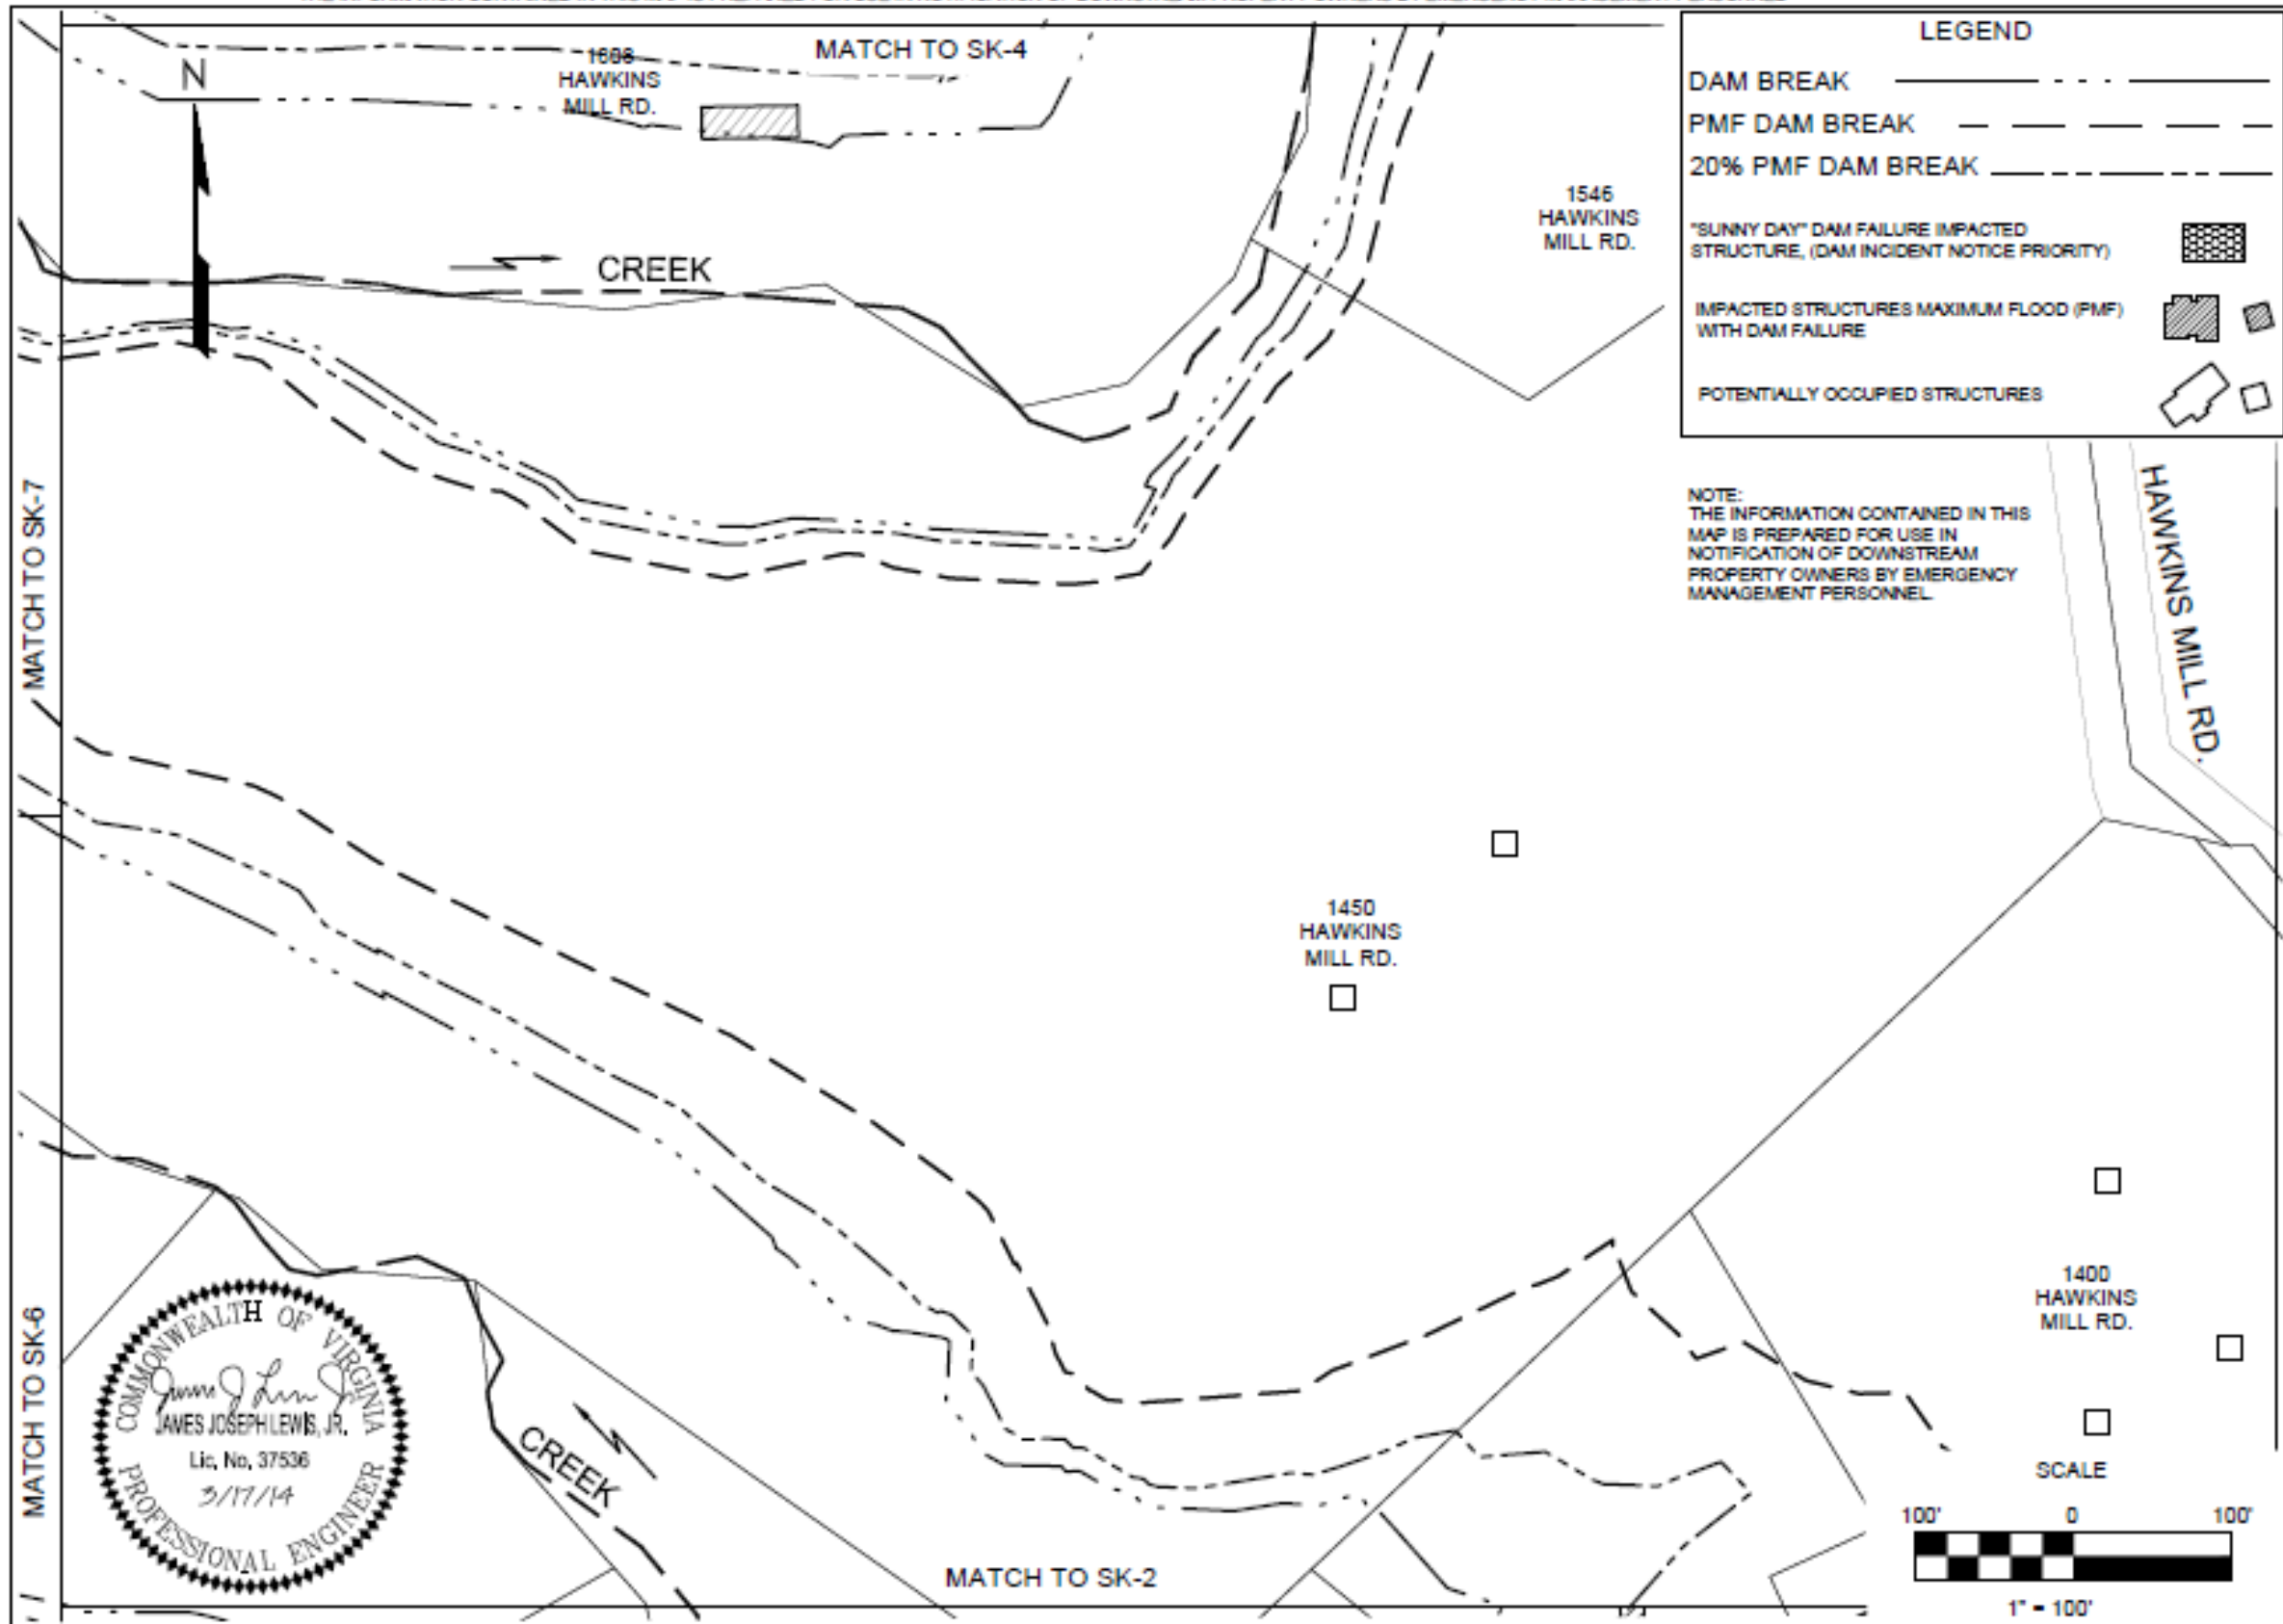 MATCH TO SK-4
N
HAWKINS
MILL RD.
CREEK
1546
HAWKINS
MILL RD.
LEGEND
DAM BREAK
PMF DAM BREAK
20% PMF DAM BREAK
"SUNNY DAY" DAM FAILURE IMPACTED
STRUCTURE, (DAM INCIDENT NOTICE PRIORITY)
IMPACTED STRUCTURES MAXIMUM FLOOD (PMF)
WITH DAM FAILURE
POTENTIALLY OCCUPIED STRUCTURES
NOTE:
THE INFORMATION CONTAINED IN THIS
MAP IS PREPARED FOR USE IN
NOTIFICATION OF DOWNSTREAM
PROPERTY OWNERS BY EMERGENCY
MANAGEMENT PERSONNEL.
HAWKINS MILL RD.
MATCH TO SK-7
1450
HAWKINS
MILL RD.
1400
HAWKINS
MILL RD.
MATCH TO SK-6
COMMONWEALTH OF VIRGINIA
JAMES JOSEPH LEWIS, JR.
Lic. No. 37536
3/17/14
PROFESSIONAL ENGINEER
CREEK
MATCH TO SK-2
SCALE
100' 0 100'
1" = 100'